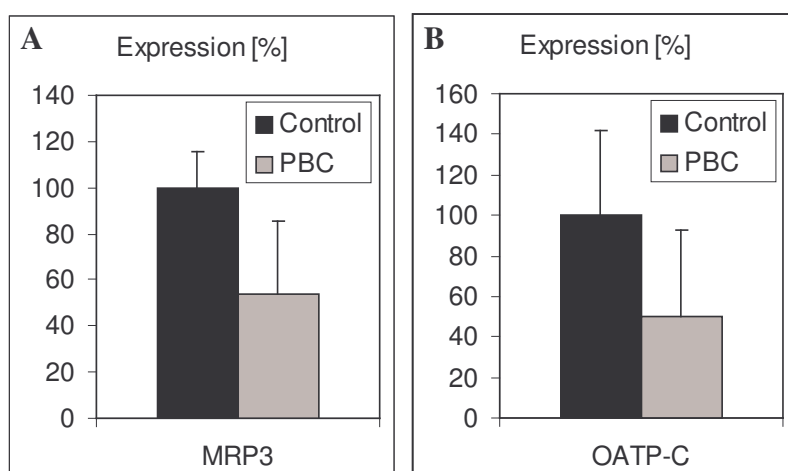 A
Expression [%]
140
120
100
80
60
40
20
0
Control
PBC
MRP3
B
Expression [%]
160
140
120
100
80
60
40
20
0
Control
PBC
OATP-C